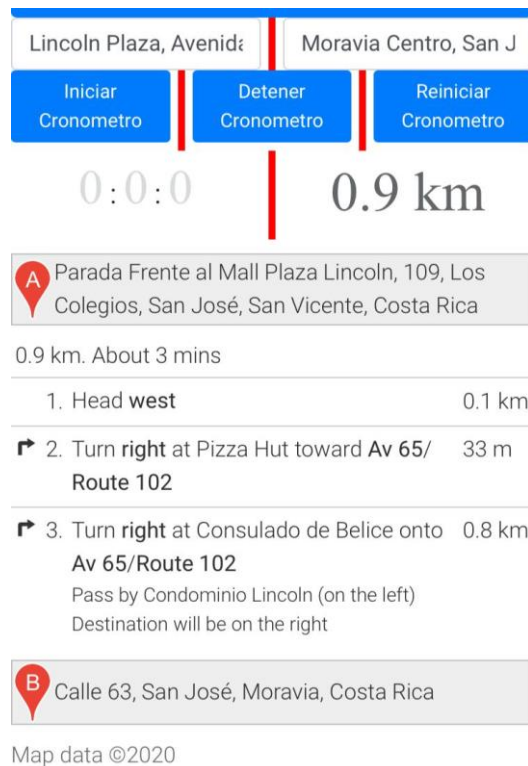 Lincoln Plaza, Avenida
Moravia Centro, San J
Iniciar
Cronometro
Detener
Cronometro
Reiniciar
Cronometro
0:0:0
0.9 km
A
Parada Frente al Mall Plaza Lincoln, 109, Los
Colegios, San José, San Vicente, Costa Rica
0.9 km. About 3 mins
1. Head west 0.1 km
2. Turn right at Pizza Hut toward Av 65/ 33 m
Route 102
3. Turn right at Consulado de Belice onto 0.8 km
Av 65/Route 102
Pass by Condominio Lincoln (on the left)
Destination will be on the right
B
Calle 63, San José, Moravia, Costa Rica
Map data ©2020